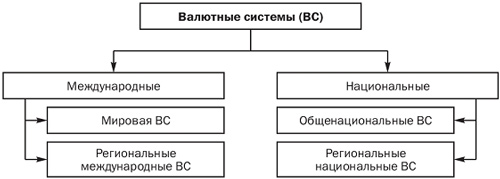 Валютные системы (ВС)
Международные
Национальные
Мировая ВС
Общенациональные ВС
Региональные
международные ВС
Региональные
национальные ВС